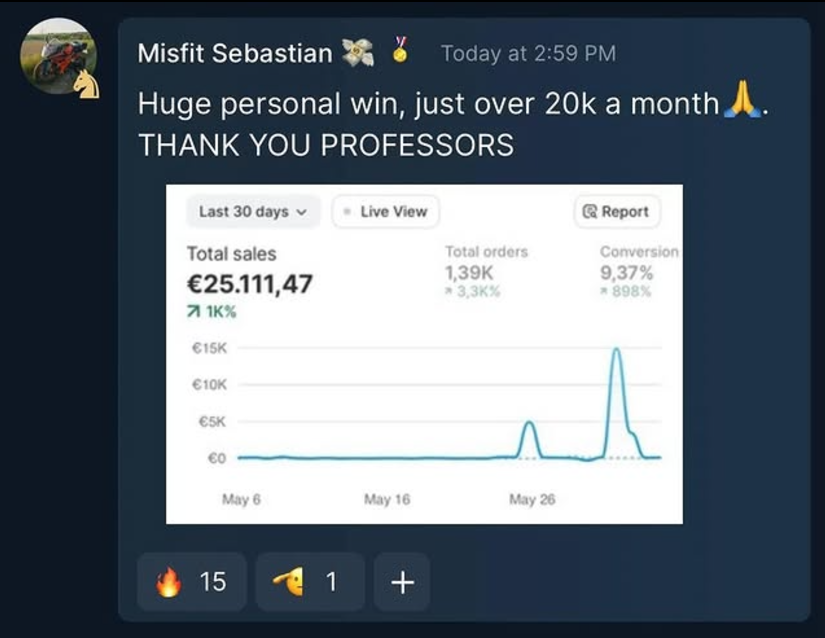 Misfit Sebastian 💸 🏅 Today at 2:59 PM
Huge personal win, just over 20k a month🙏.
THANK YOU PROFESSORS
Last 30 days Live View Report
Total sales Total orders Conversion
€25.111,47 1,39K 9,37%
↗ 1K% ↗ 3,3K% ↗ 898%
€15K
€10K
€5K
€0
May 6 May 16 May 26
🔥 15 🫡 1 +